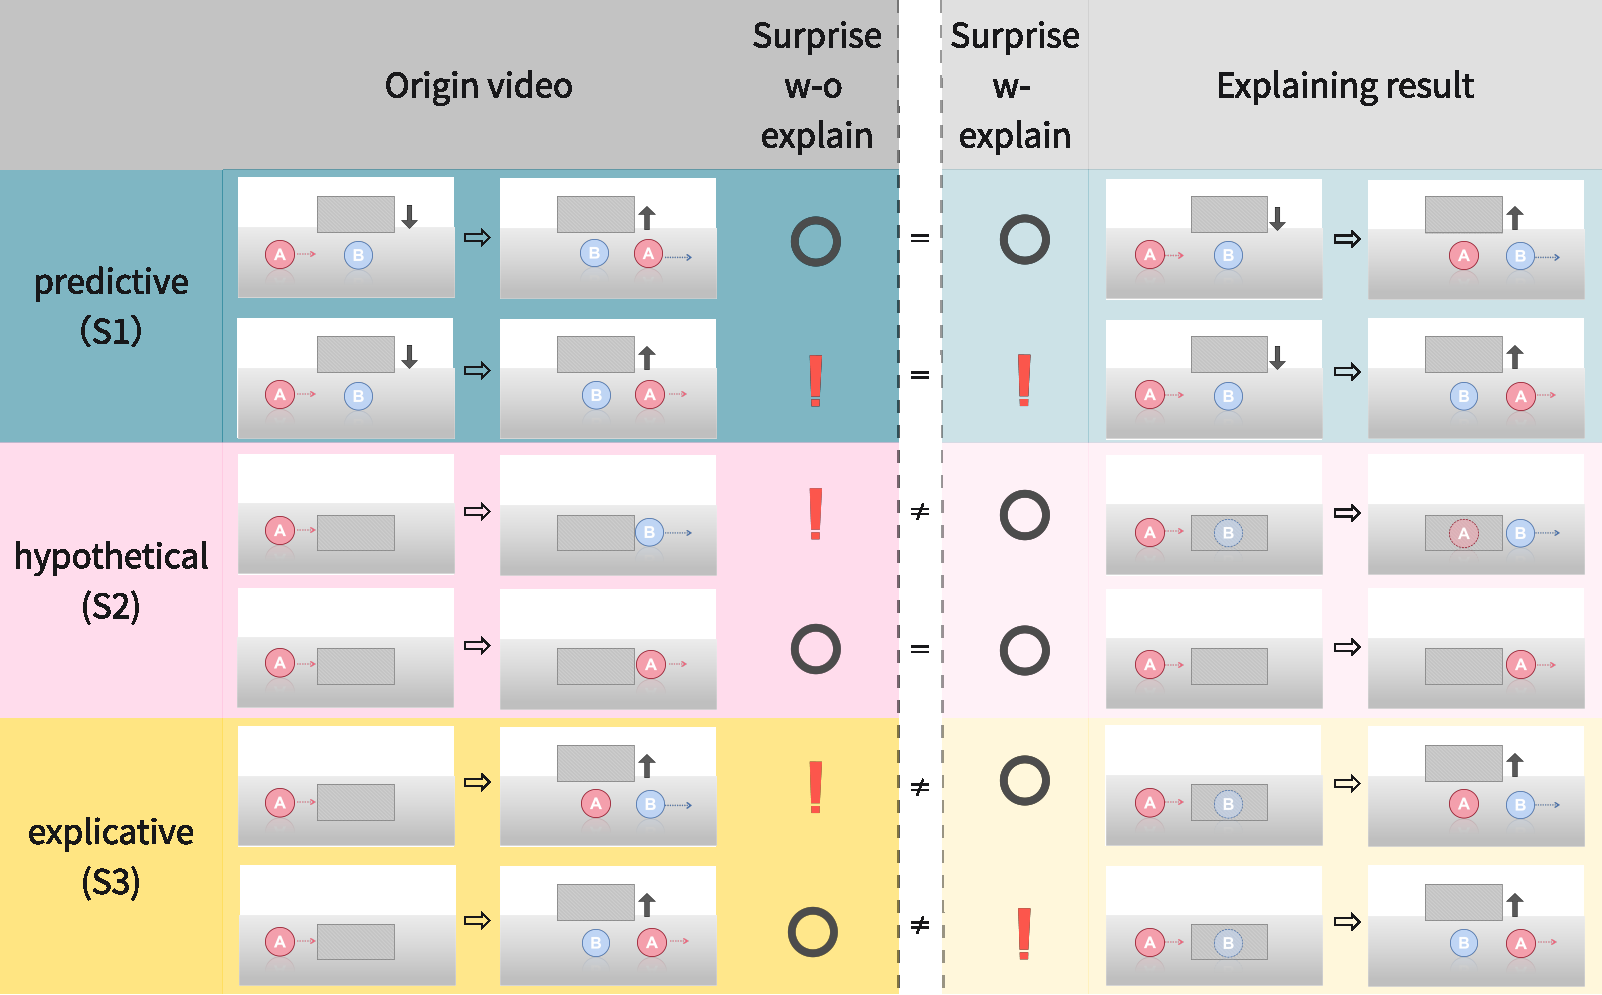 Origin video
Surprise
w-o
explain
Surprise
w-
explain
Explaining result
predictive
(S1)
A B B A = A B A B
A B B A ! = ! A B B A
hypothetical
(S2)
A B ! ≠ A B A B
A A = A A
explicative
(S3)
A A B ! ≠ A B A B
A B A ≠ ! A B B A